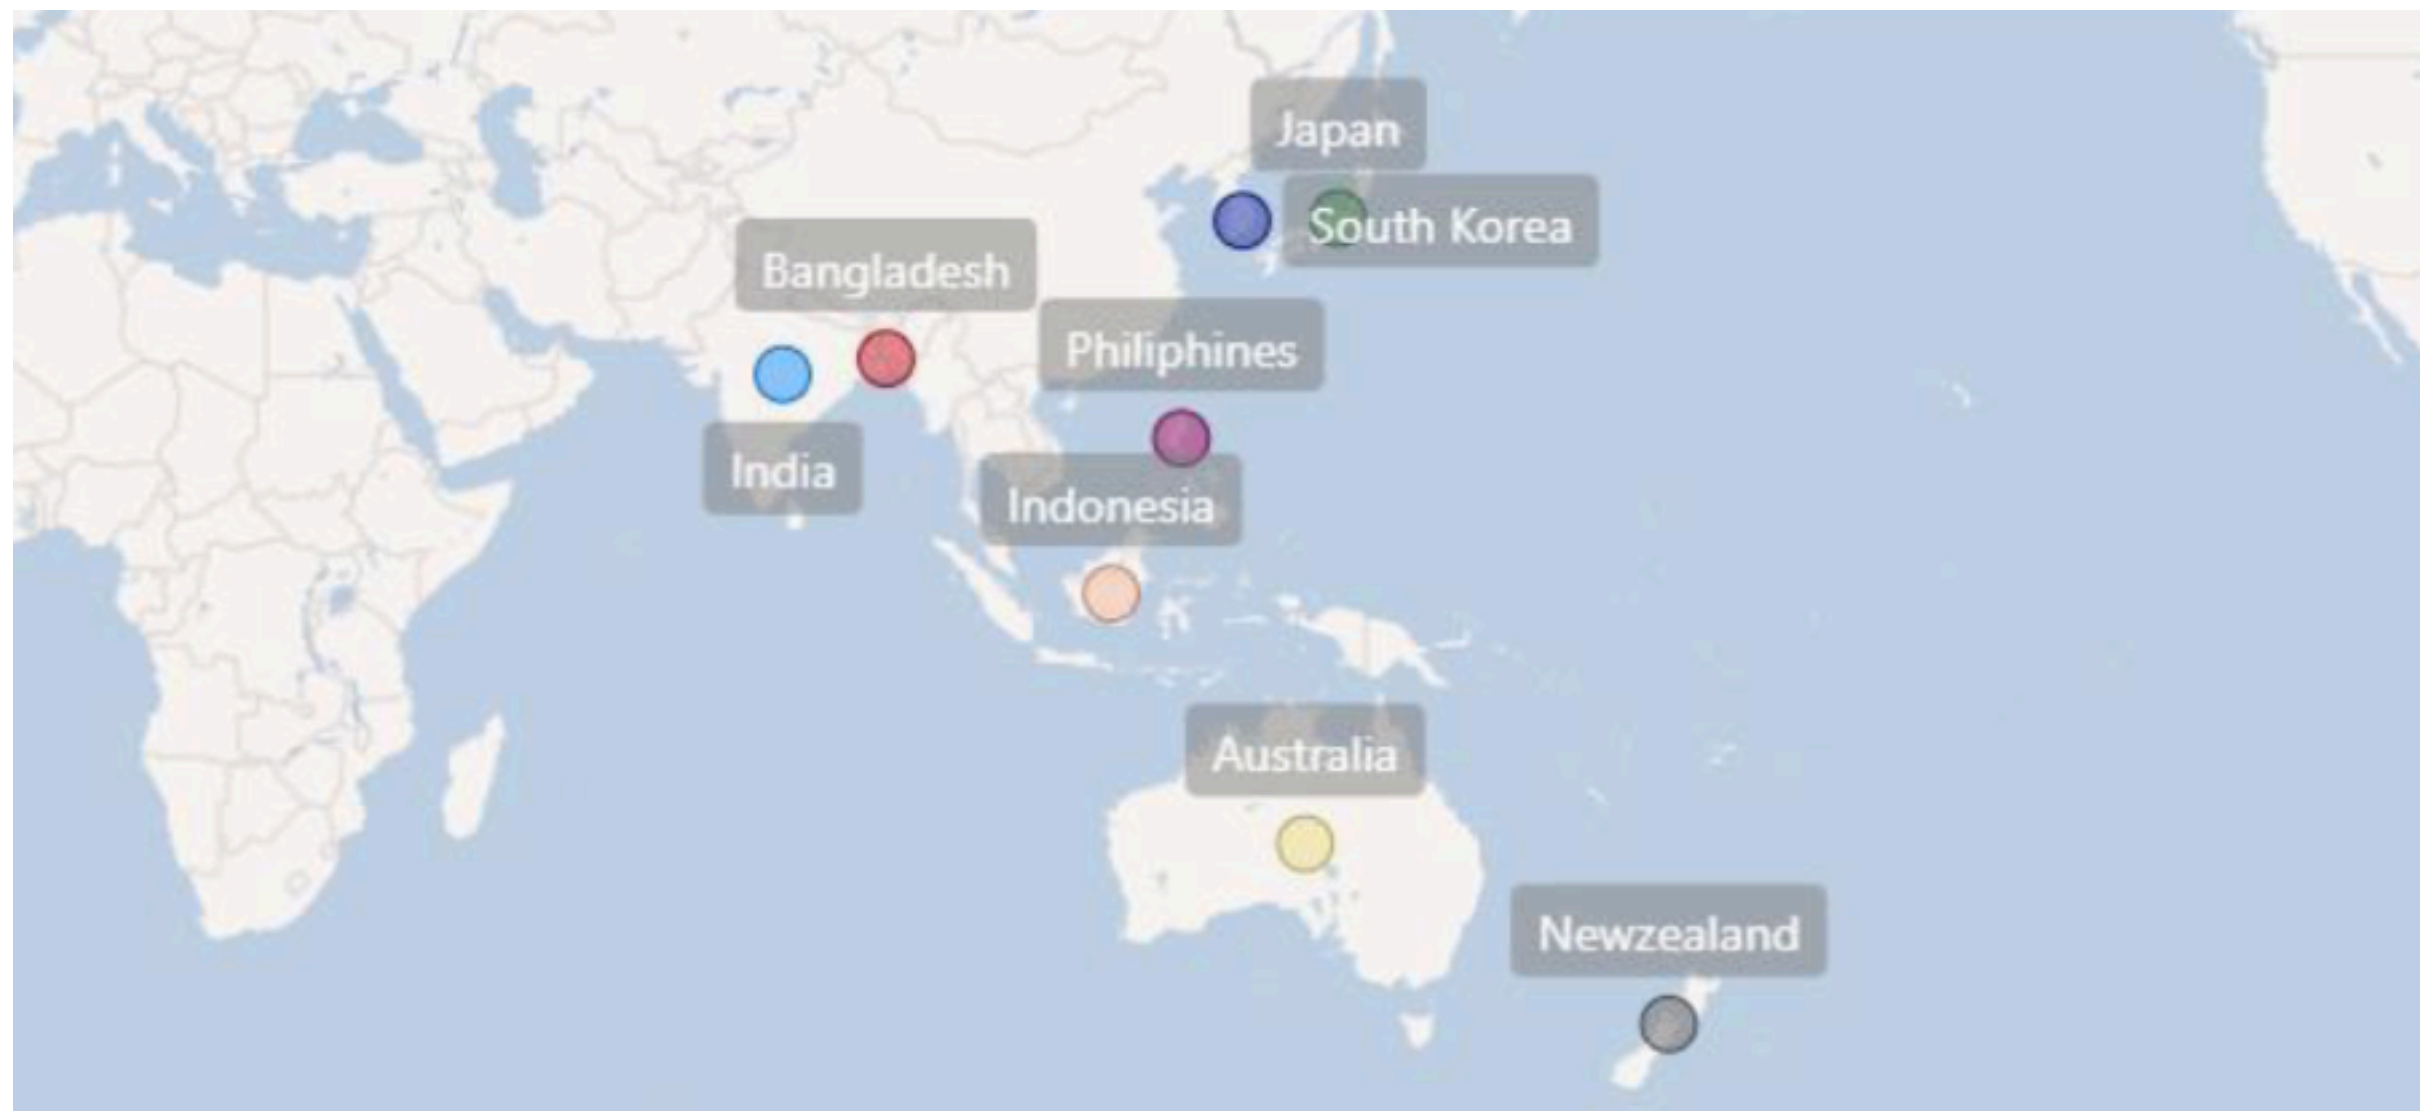 Japan
South Korea
Bangladesh
Philiphines
India
Indonesia
Australia
Newzealand